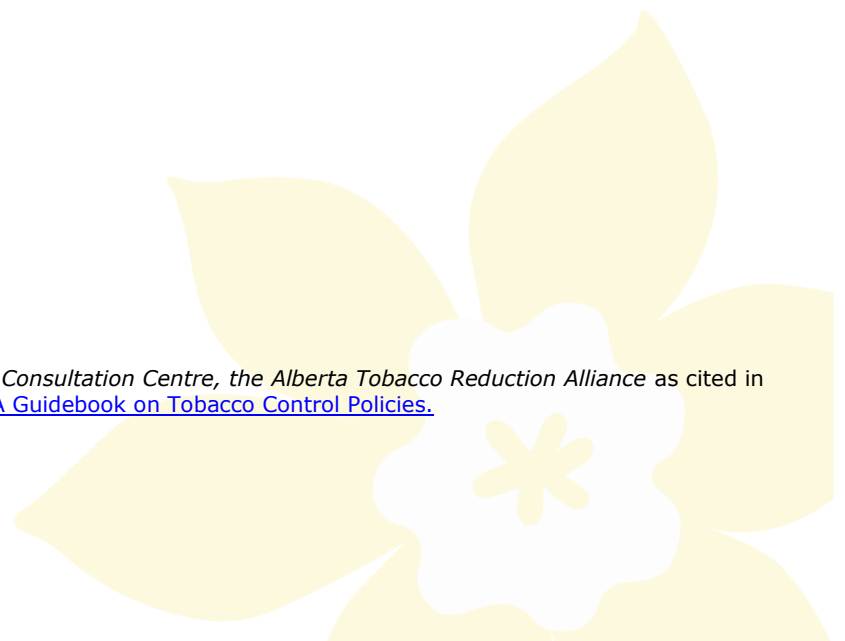 Consultation Centre, the Alberta Tobacco Reduction Alliance as cited in
A Guidebook on Tobacco Control Policies.